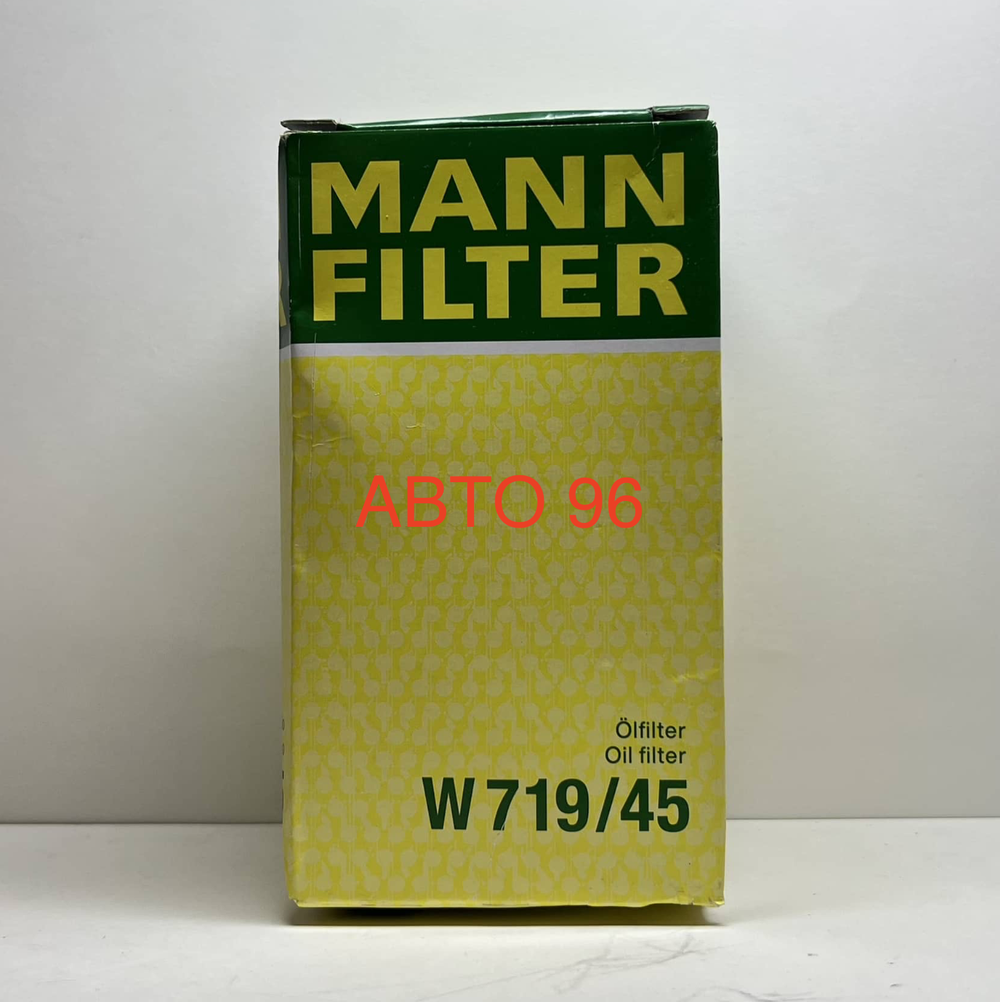 MANN
FILTER
АВТО 96
Ölfilter
Oil filter
W 719/45